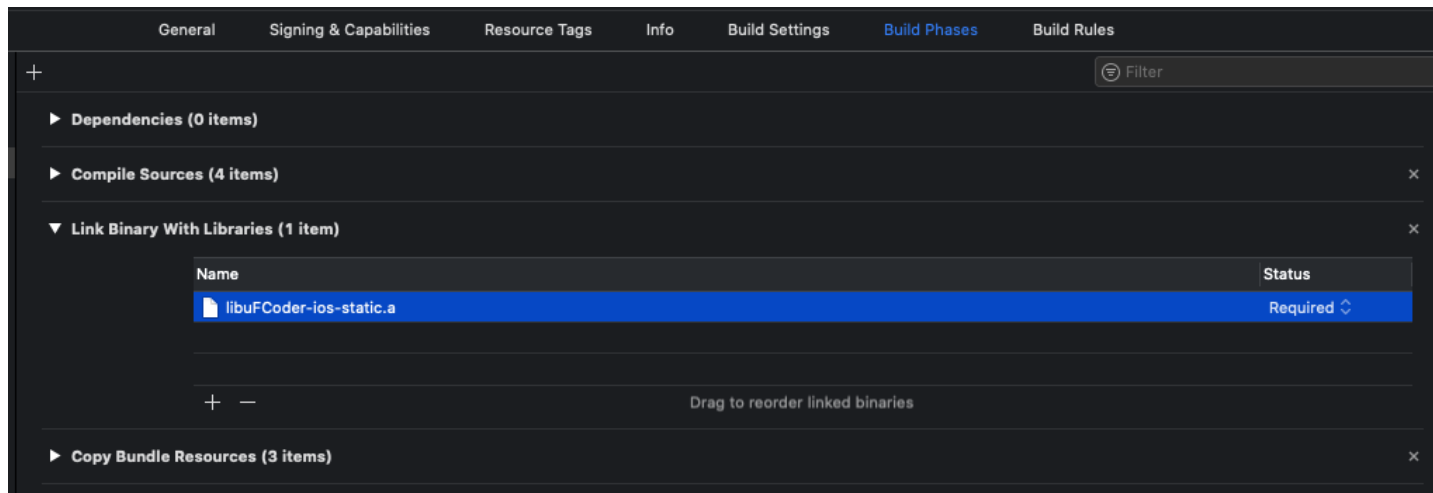 General Signing & Capabilities Resource Tags Info Build Settings Build Phases Build Rules
Filter
Dependencies (0 items)
Compile Sources (4 items)
Link Binary With Libraries (1 item)
Name Status
libuFCoder-ios-static.a Required
Drag to reorder linked binaries
Copy Bundle Resources (3 items)